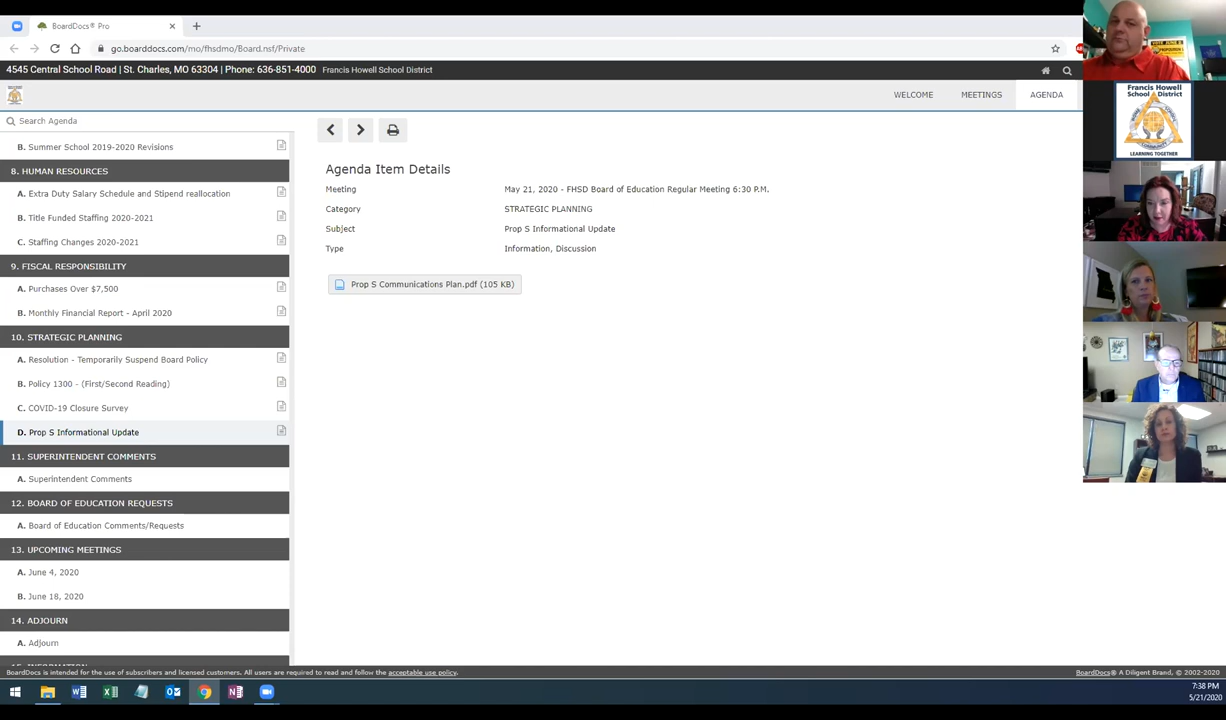 BoardDocs® Pro
go.boarddocs.com/mo/fhsdmo/Board.nsf/Private
4545 Central School Road | St. Charles, MO 63304 | Phone: 636-851-4000 Francis Howell School District
WELCOME MEETINGS AGENDA
Search Agenda
B. Summer School 2019-2020 Revisions
8. HUMAN RESOURCES
A. Extra Duty Salary Schedule and Stipend reallocation
B. Title Funded Staffing 2020-2021
C. Staffing Changes 2020-2021
9. FISCAL RESPONSIBILITY
A. Purchases Over $7,500
B. Monthly Financial Report - April 2020
10. STRATEGIC PLANNING
A. Resolution - Temporarily Suspend Board Policy
B. Policy 1300 - (First/Second Reading)
C. COVID-19 Closure Survey
D. Prop S Informational Update
11. SUPERINTENDENT COMMENTS
A. Superintendent Comments
12. BOARD OF EDUCATION REQUESTS
A. Board of Education Comments/Requests
13. UPCOMING MEETINGS
A. June 4, 2020
B. June 18, 2020
14. ADJOURN
A. Adjourn
15. INFORMATION
Agenda Item Details
Meeting May 21, 2020 - FHSD Board of Education Regular Meeting 6:30 P.M.
Category STRATEGIC PLANNING
Subject Prop S Informational Update
Type Information, Discussion
Prop S Communications Plan.pdf (105 KB)
Francis Howell
School District
LEARNING TOGETHER
BoardDocs is intended for the use of subscribers and licensed customers. All users are required to read and follow the acceptable use policy.
BoardDocs® A Diligent Brand, © 2002-2020
7:38 PM
5/21/2020